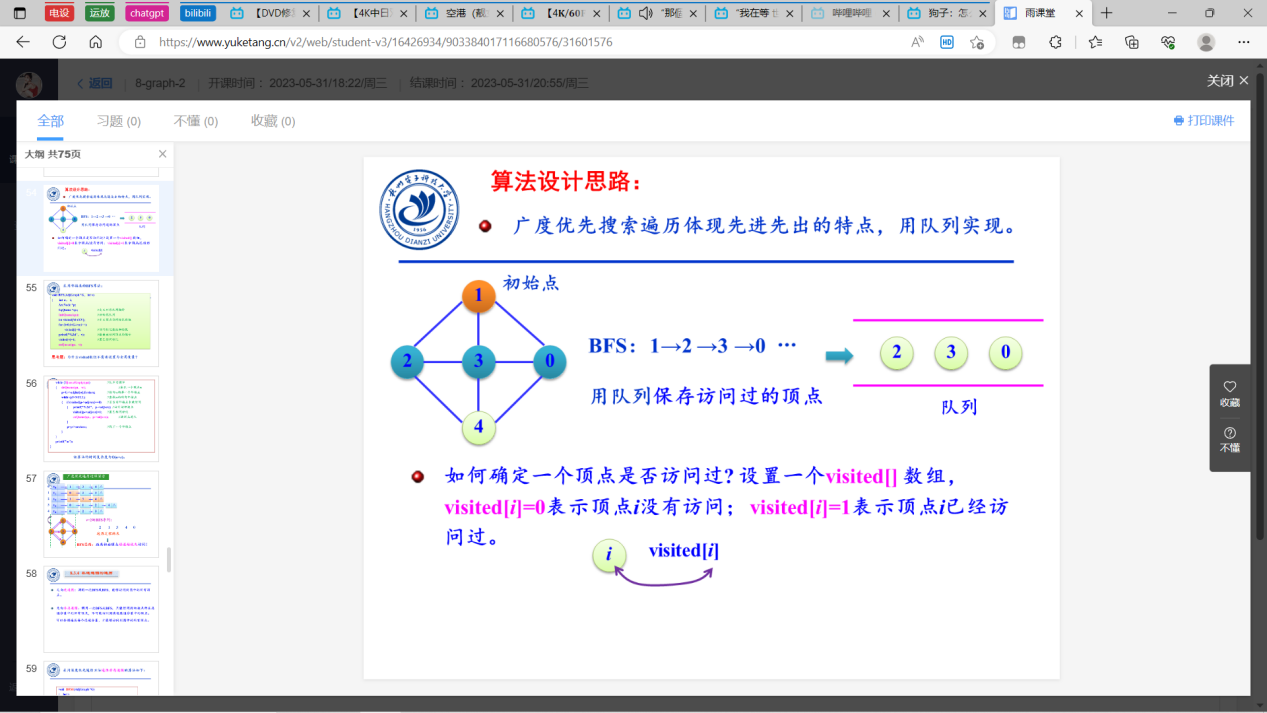 电设 运放 chatgpt bilibili 【DVD修 【4K中日 空港（靓 【4K/60F "那個 "我在等 哔哩哔哩 狗子：怎 雨课堂
https://www.yuketang.cn/v2/web/student-v3/16426934/903384017116680576/31601576
返回 8-graph-2 开课时间： 2023-05-31/18:22/周三 结课时间： 2023-05-31/20:55/周三 关闭
全部 习题 (0) 不懂 (0) 收藏 (0) 打印课件
大纲 共75页
54
55
56
57
58
59
算法设计思路：
HANGZHOU DIANZI UNIVERSITY
1956
广度优先搜索遍历体现先进先出的特点，用队列实现。
初始点
1
2 3 0
4
BFS：1→2→3→0 …
2 3 0
用队列保存访问过的顶点
队列
如何确定一个顶点是否访问过? 设置一个visited[] 数组，
visited[i]=0表示顶点i没有访问；visited[i]=1表示顶点i已经访
问过。
i visited[i]
收藏
不懂